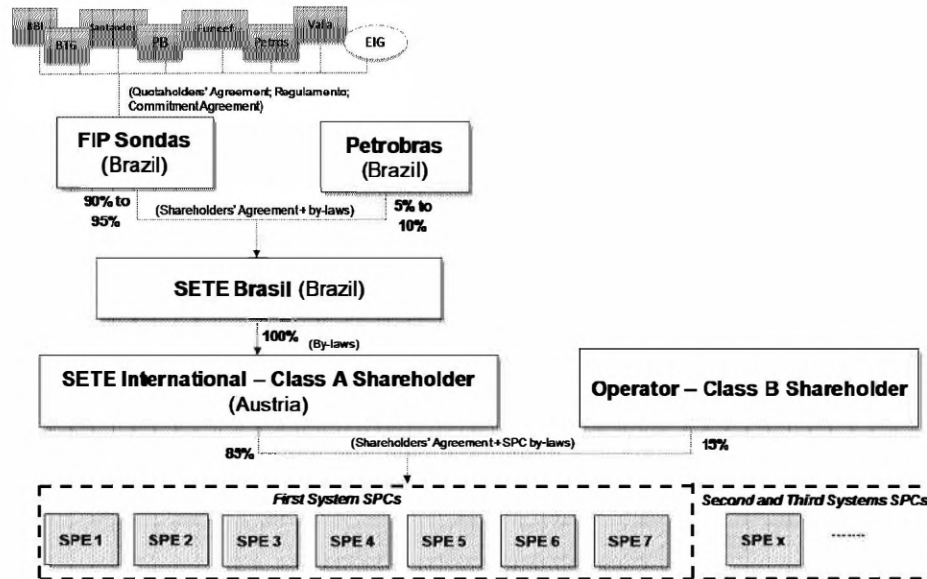 BBI
BTG
Santander
PB
Funcef
Petros
Valia
EIG
(Quotaholders' Agreement; Regulamento;
Commitment Agreement)
FIP Sondas
(Brazil)
Petrobras
(Brazil)
90% to
95%
(Shareholders' Agreement + by-laws)
5% to
10%
SETE Brasil (Brazil)
100%
(By-laws)
SETE International – Class A Shareholder
(Austria)
Operator – Class B Shareholder
85%
(Shareholders' Agreement + SPC by-laws)
15%
First System SPCs
Second and Third Systems SPCs
SPE 1
SPE 2
SPE 3
SPE 4
SPE 5
SPE 6
SPE 7
SPE x
........